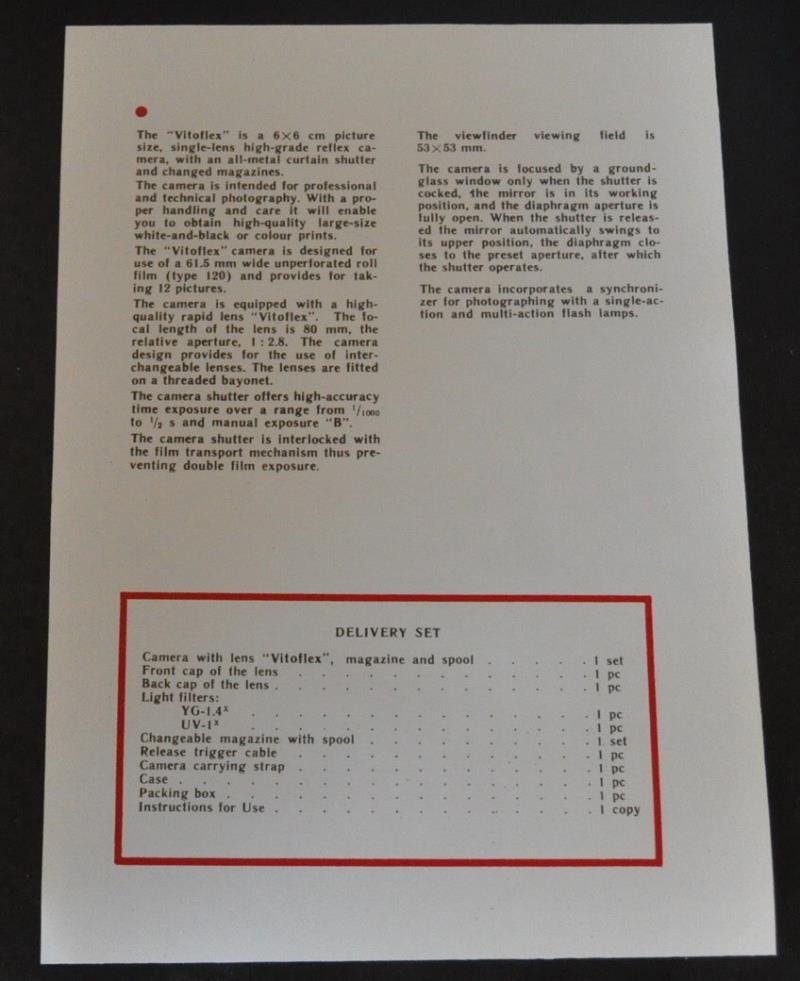 The "Vitoflex" is a 6×6 cm picture
size, single-lens high-grade reflex ca-
mera, with an all-metal curtain shutter
and changed magazines.
The camera is intended for professional
and technical photography. With a pro-
per handling and care it will enable
you to obtain high-quality large-size
white-and-black or colour prints.
The "Vitoflex" camera is designed for
use of a 61.5 mm wide unperforated roll
film (type 120) and provides for tak-
ing 12 pictures.
The camera is equipped with a high-
quality rapid lens "Vitoflex". The fo-
cal length of the lens is 80 mm, the
relative aperture, 1 : 2.8. The camera
design provides for the use of inter-
changeable lenses. The lenses are fitted
on a threaded bayonet.
The camera shutter offers high-accuracy
time exposure over a range from 1/1000
to 1/2 s and manual exposure "B".
The camera shutter is interlocked with
the film transport mechanism thus pre-
venting double film exposure.
The viewfinder viewing field is
53×53 mm.
The camera is focused by a ground-
glass window only when the shutter is
cocked, the mirror is in its working
position, and the diaphragm aperture is
fully open. When the shutter is releas-
ed the mirror automatically swings to
its upper position, the diaphragm clo-
ses to the preset aperture, after which
the shutter operates.
The camera incorporates a synchroni-
zer for photographing with a single-ac-
tion and multi-action flash lamps.
DELIVERY SET
Camera with lens "Vitoflex", magazine and spool . . . . . 1 set
Front cap of the lens . . . . . . . . . . . . 1 pc
Back cap of the lens . . . . . . . . . . . . . 1 pc
Light filters:
YG-1.4ˣ . . . . . . . . . . . . . 1 pc
UV-1ˣ . . . . . . . . . . . . . 1 pc
Changeable magazine with spool . . . . . . . . . 1 set
Release trigger cable . . . . . . . . . . . . 1 pc
Camera carrying strap . . . . . . . . . . . . 1 pc
Case . . . . . . . . . . . . . . . . . 1 pc
Packing box . . . . . . . . . . . . . . . 1 pc
Instructions for Use . . . . . . . . . . . . . 1 copy